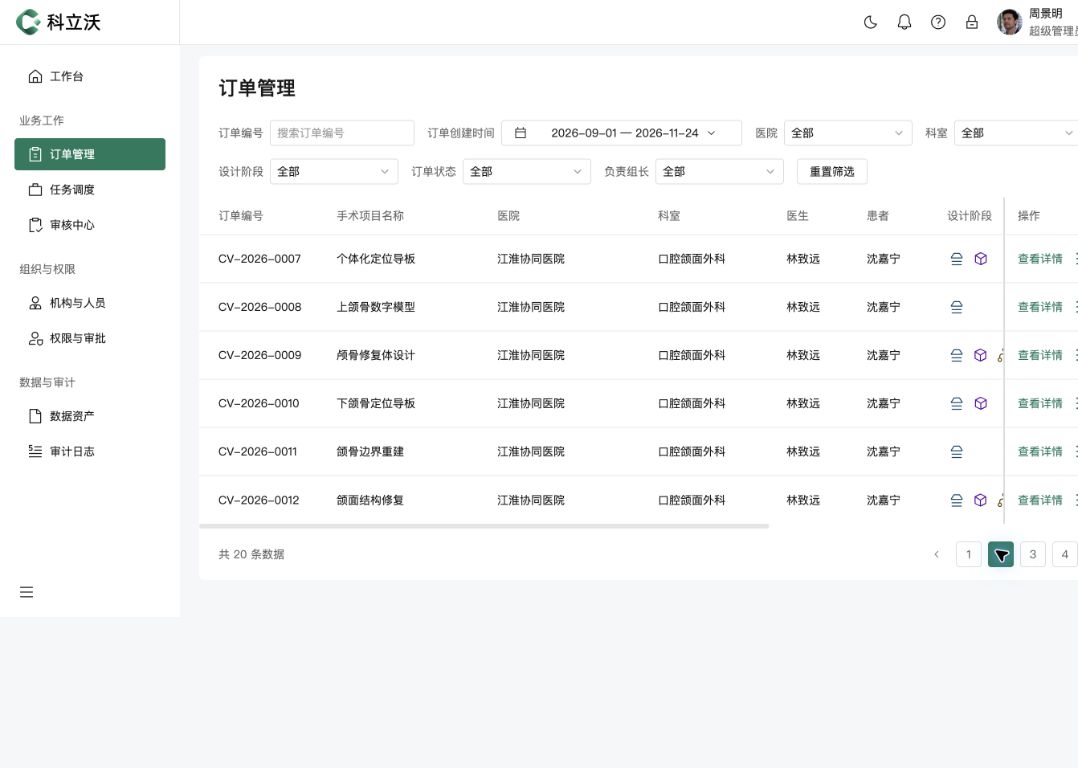 科立沃
周景明
超级管理员
工作台
业务工作
订单管理
任务调度
审核中心
组织与权限
机构与人员
权限与审批
数据与审计
数据资产
审计日志
订单管理
订单编号 搜索订单编号 订单创建时间 2026-09-01 — 2026-11-24 医院 全部 科室 全部
设计阶段 全部 订单状态 全部 负责组长 全部 重置筛选
订单编号 手术项目名称 医院 科室 医生 患者 设计阶段 操作
CV-2026-0007 个体化定位导板 江淮协同医院 口腔颌面外科 林致远 沈嘉宁 查看详情
CV-2026-0008 上颌骨数字模型 江淮协同医院 口腔颌面外科 林致远 沈嘉宁 查看详情
CV-2026-0009 颅骨修复体设计 江淮协同医院 口腔颌面外科 林致远 沈嘉宁 查看详情
CV-2026-0010 下颌骨定位导板 江淮协同医院 口腔颌面外科 林致远 沈嘉宁 查看详情
CV-2026-0011 颌骨边界重建 江淮协同医院 口腔颌面外科 林致远 沈嘉宁 查看详情
CV-2026-0012 颌面结构修复 江淮协同医院 口腔颌面外科 林致远 沈嘉宁 查看详情
共 20 条数据 1 3 4